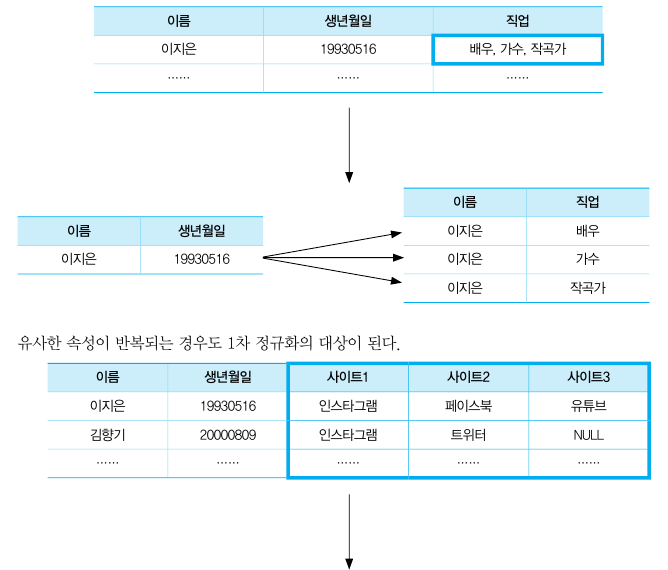 이름 생년월일 직업
이지은 19930516 배우, 가수, 작곡가
…… …… ……
이름 직업
이름 생년월일
이지은 배우
이지은 19930516
이지은 가수
이지은 작곡가
유사한 속성이 반복되는 경우도 1차 정규화의 대상이 된다.
이름 생년월일 사이트1 사이트2 사이트3
이지은 19930516 인스타그램 페이스북 유튜브
김향기 20000809 인스타그램 트위터 NULL
…… …… …… …… ……